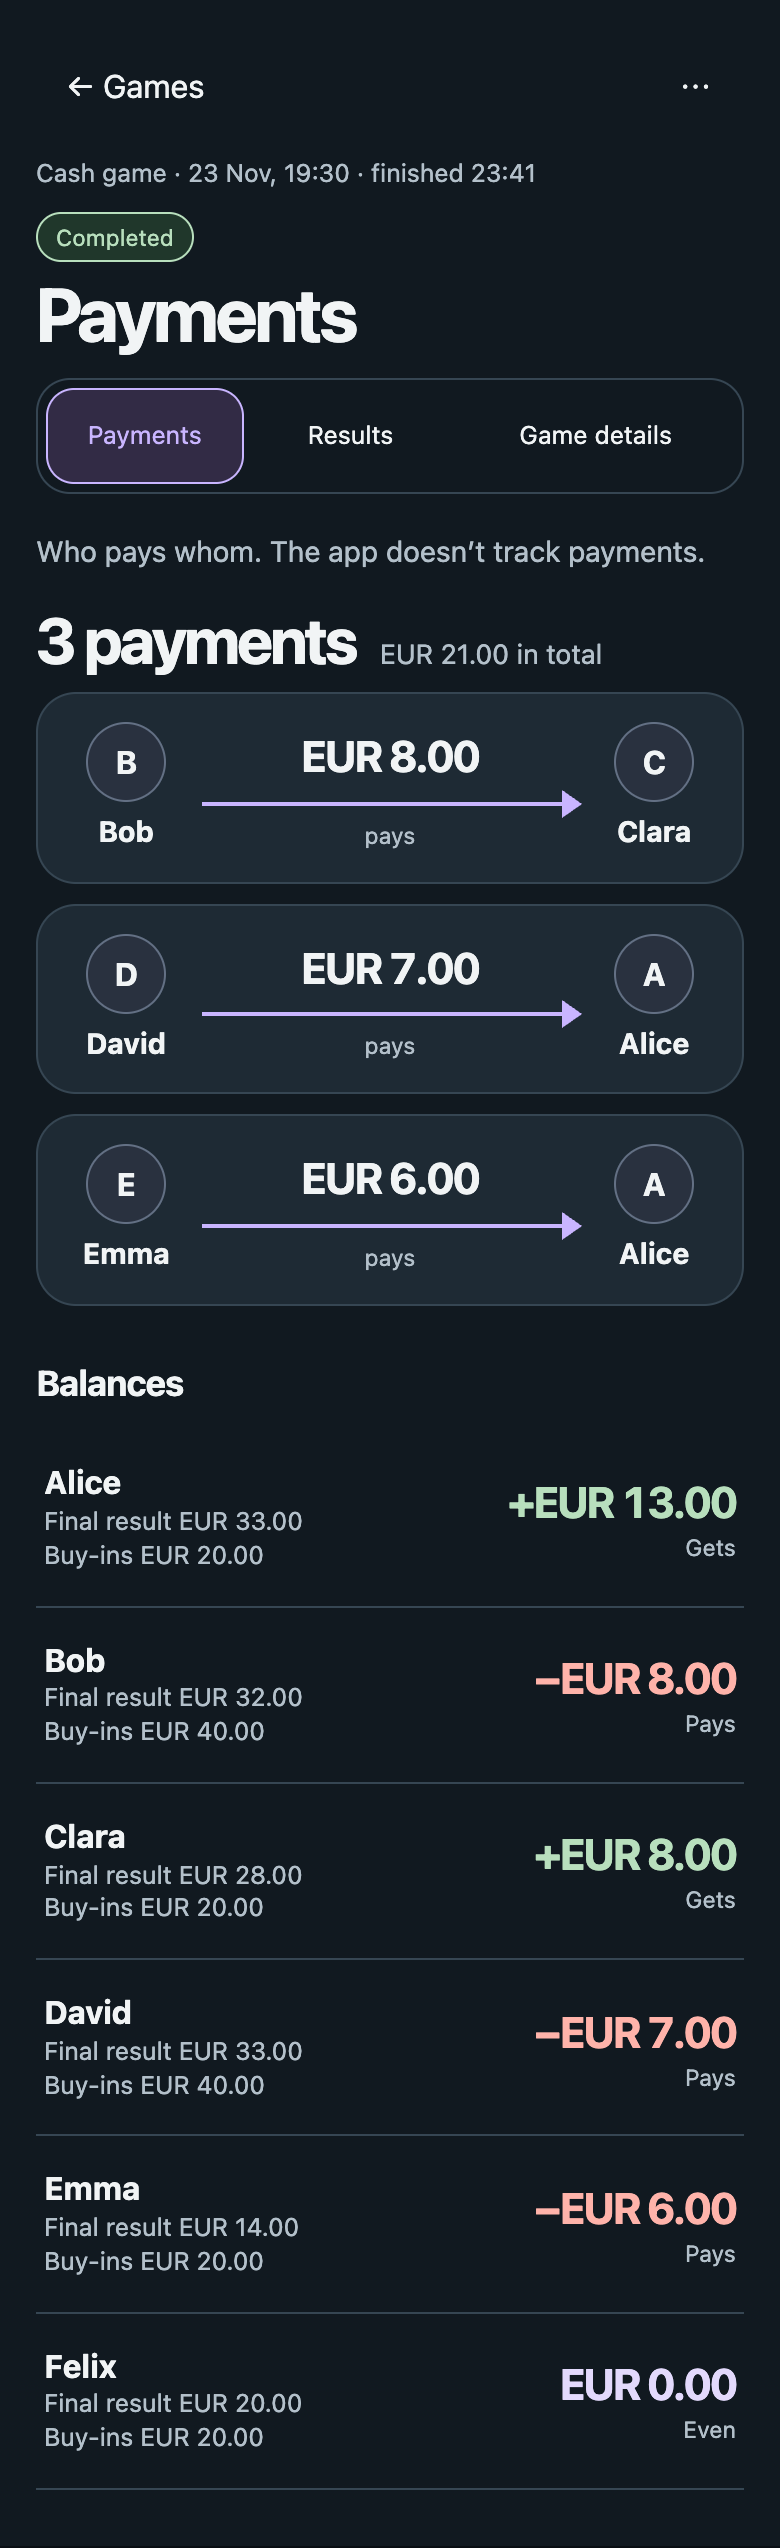 ← Games
...
Cash game · 23 Nov, 19:30 · finished 23:41
Completed
Payments
Payments Results Game details
Who pays whom. The app doesn’t track payments.
3 payments EUR 21.00 in total
B EUR 8.00 C
Bob pays Clara
D EUR 7.00 A
David pays Alice
E EUR 6.00 A
Emma pays Alice
Balances
Alice
+EUR 13.00
Final result EUR 33.00
Buy-ins EUR 20.00
Gets
Bob
–EUR 8.00
Final result EUR 32.00
Buy-ins EUR 40.00
Pays
Clara
+EUR 8.00
Final result EUR 28.00
Buy-ins EUR 20.00
Gets
David
–EUR 7.00
Final result EUR 33.00
Buy-ins EUR 40.00
Pays
Emma
–EUR 6.00
Final result EUR 14.00
Buy-ins EUR 20.00
Pays
Felix
EUR 0.00
Final result EUR 20.00
Buy-ins EUR 20.00
Even